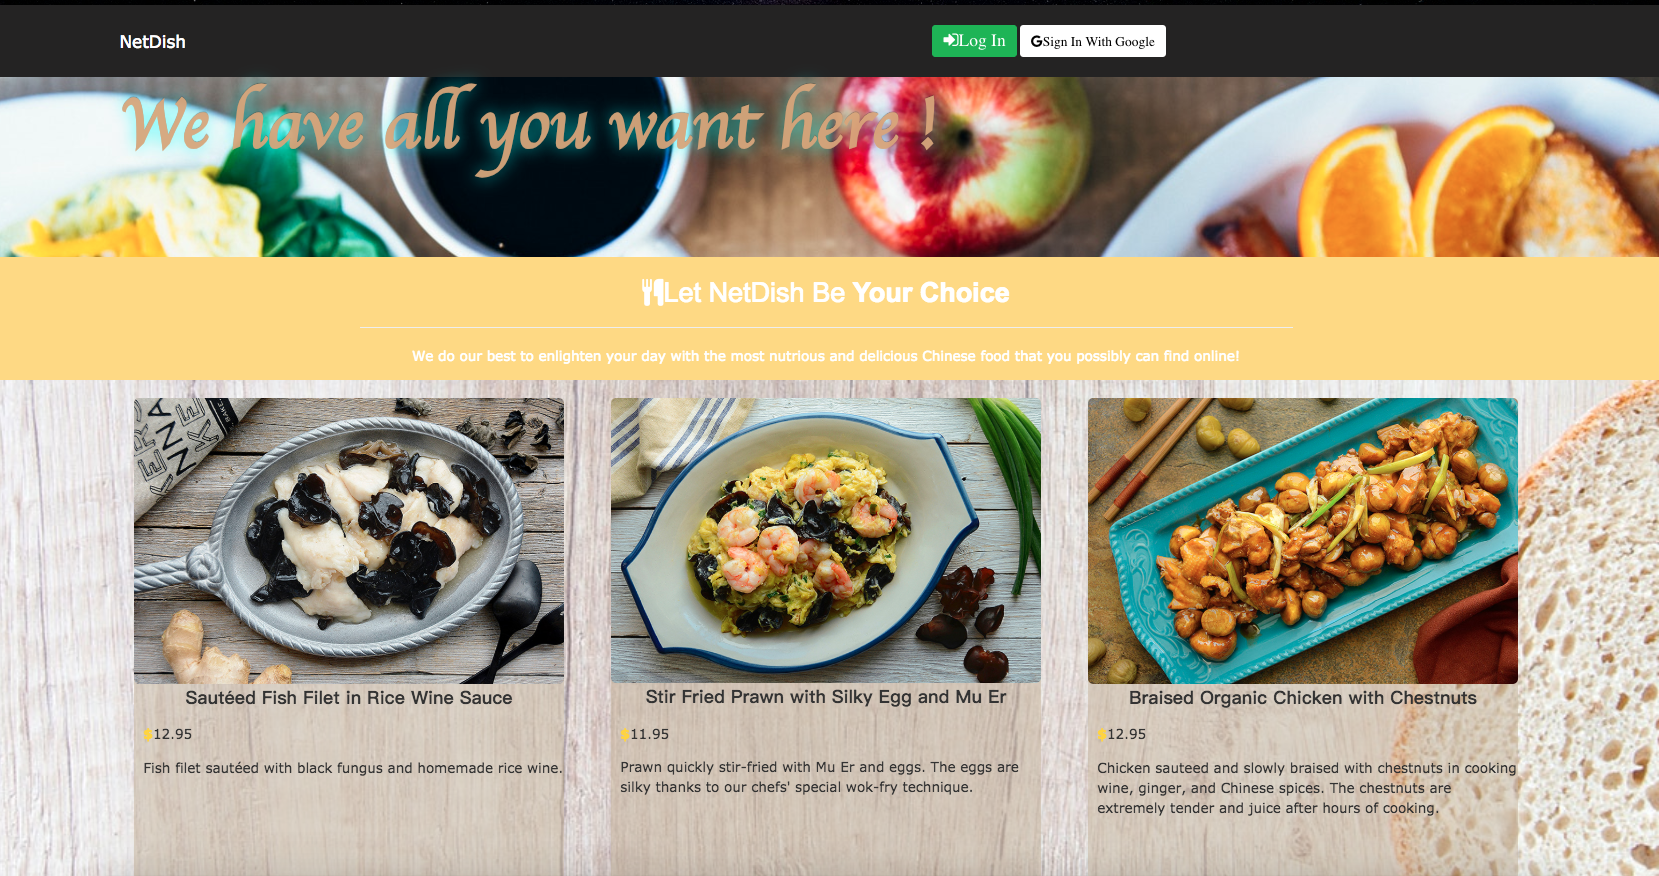 NetDish
Log In
Sign In With Google
We have all you want here !
Let NetDish Be Your Choice
We do our best to enlighten your day with the most nutrious and delicious Chinese food that you possibly can find online!
Sautéed Fish Filet in Rice Wine Sauce
$12.95
Fish filet sautéed with black fungus and homemade rice wine.
Stir Fried Prawn with Silky Egg and Mu Er
$11.95
Prawn quickly stir-fried with Mu Er and eggs. The eggs are
silky thanks to our chefs' special wok-fry technique.
Braised Organic Chicken with Chestnuts
$12.95
Chicken sauteed and slowly braised with chestnuts in cooking
wine, ginger, and Chinese spices. The chestnuts are
extremely tender and juice after hours of cooking.